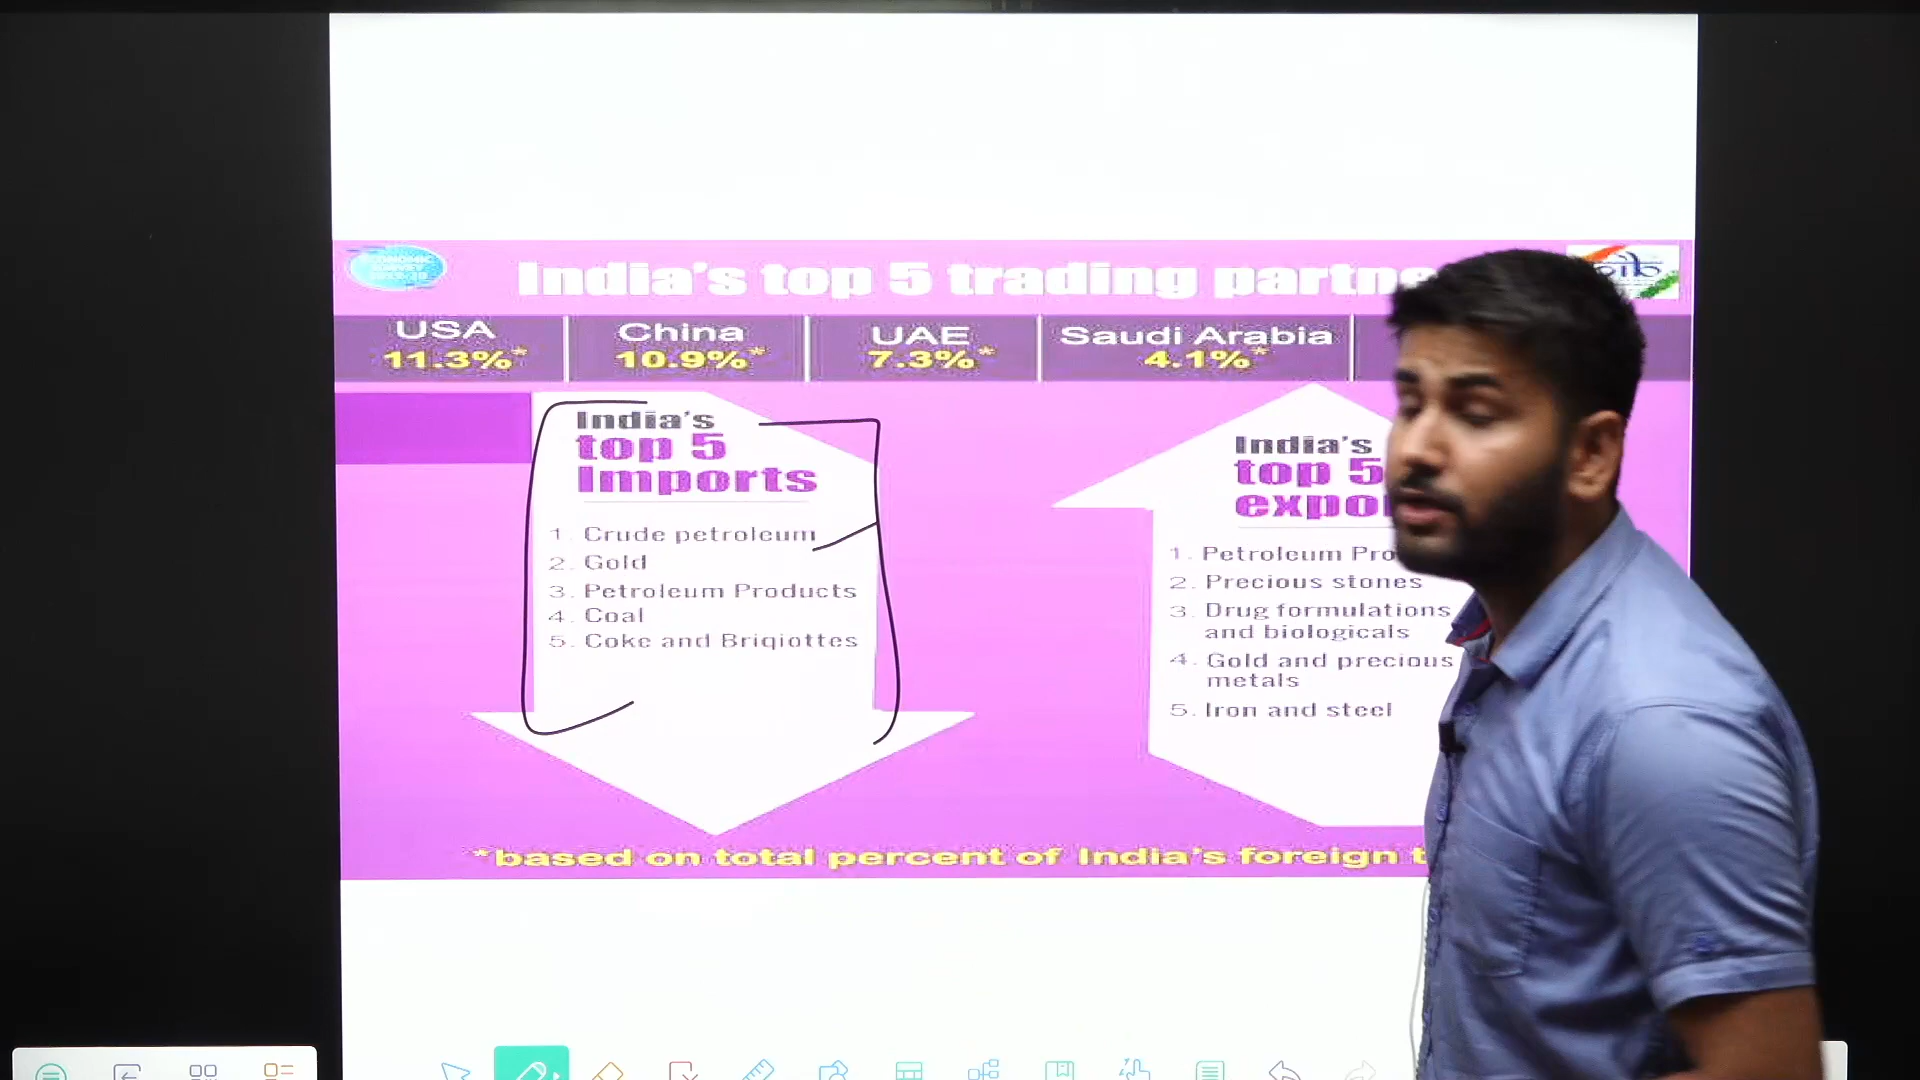 ECONOMIC
SURVEY
India's top 5 trading partne
USA
11.3%*
China
10.9%*
UAE
7.3%*
Saudi Arabia
4.1%*
India's
top 5
Imports
1. Crude petroleum
2. Gold
3. Petroleum Products
4. Coal
5. Coke and Briqiottes
India's
top 5
expo
1. Petroleum Pro
2. Precious stones
3. Drug formulations
and biologicals
4. Gold and precious
metals
5. Iron and steel
*based on total percent of India's foreign t